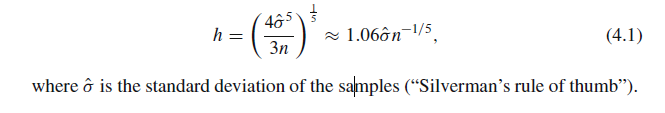 h = (4σ̂⁵/3n)^(1/5) ≈ 1.06σ̂n^(−1/5), (4.1)
where σ̂ is the standard deviation of the samples (“Silverman’s rule of thumb”).